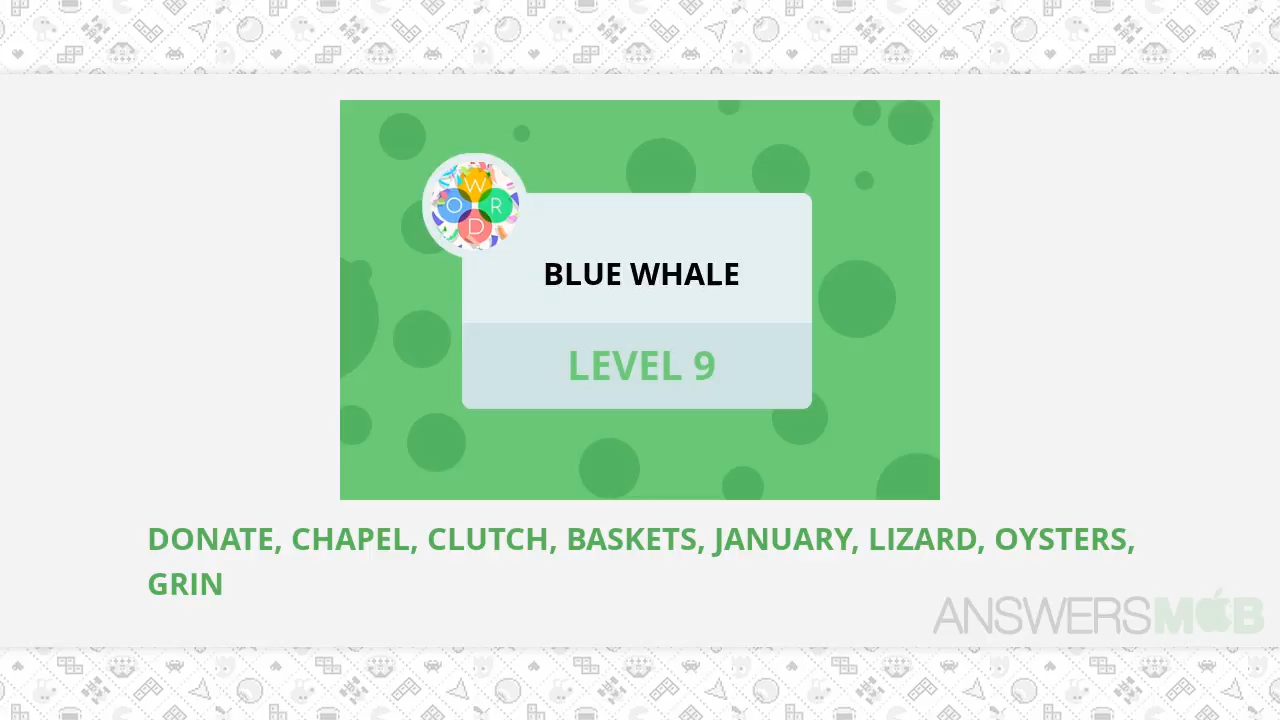 W
O R
D
BLUE WHALE
LEVEL 9
DONATE, CHAPEL, CLUTCH, BASKETS, JANUARY, LIZARD, OYSTERS,
GRIN
ANSWERSMOB